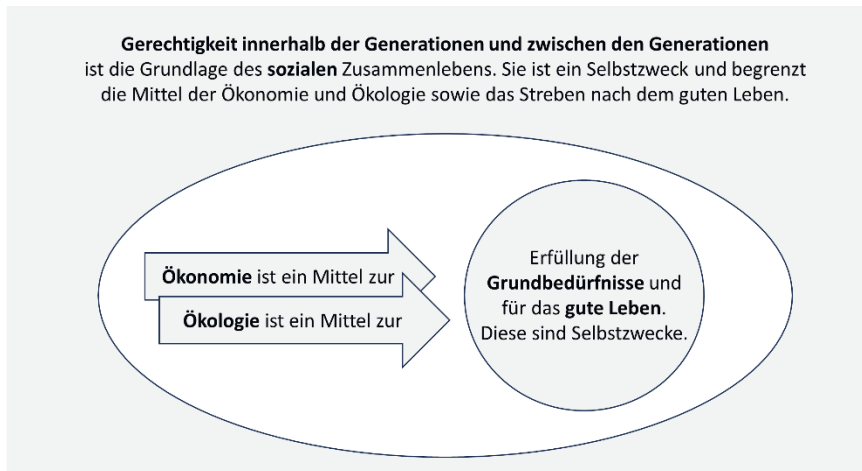 Gerechtigkeit innerhalb der Generationen und zwischen den Generationen
ist die Grundlage des sozialen Zusammenlebens. Sie ist ein Selbstzweck und begrenzt
die Mittel der Ökonomie und Ökologie sowie das Streben nach dem guten Leben.
Ökonomie ist ein Mittel zur
Ökologie ist ein Mittel zur
Erfüllung der
Grundbedürfnisse und
für das gute Leben.
Diese sind Selbstzwecke.